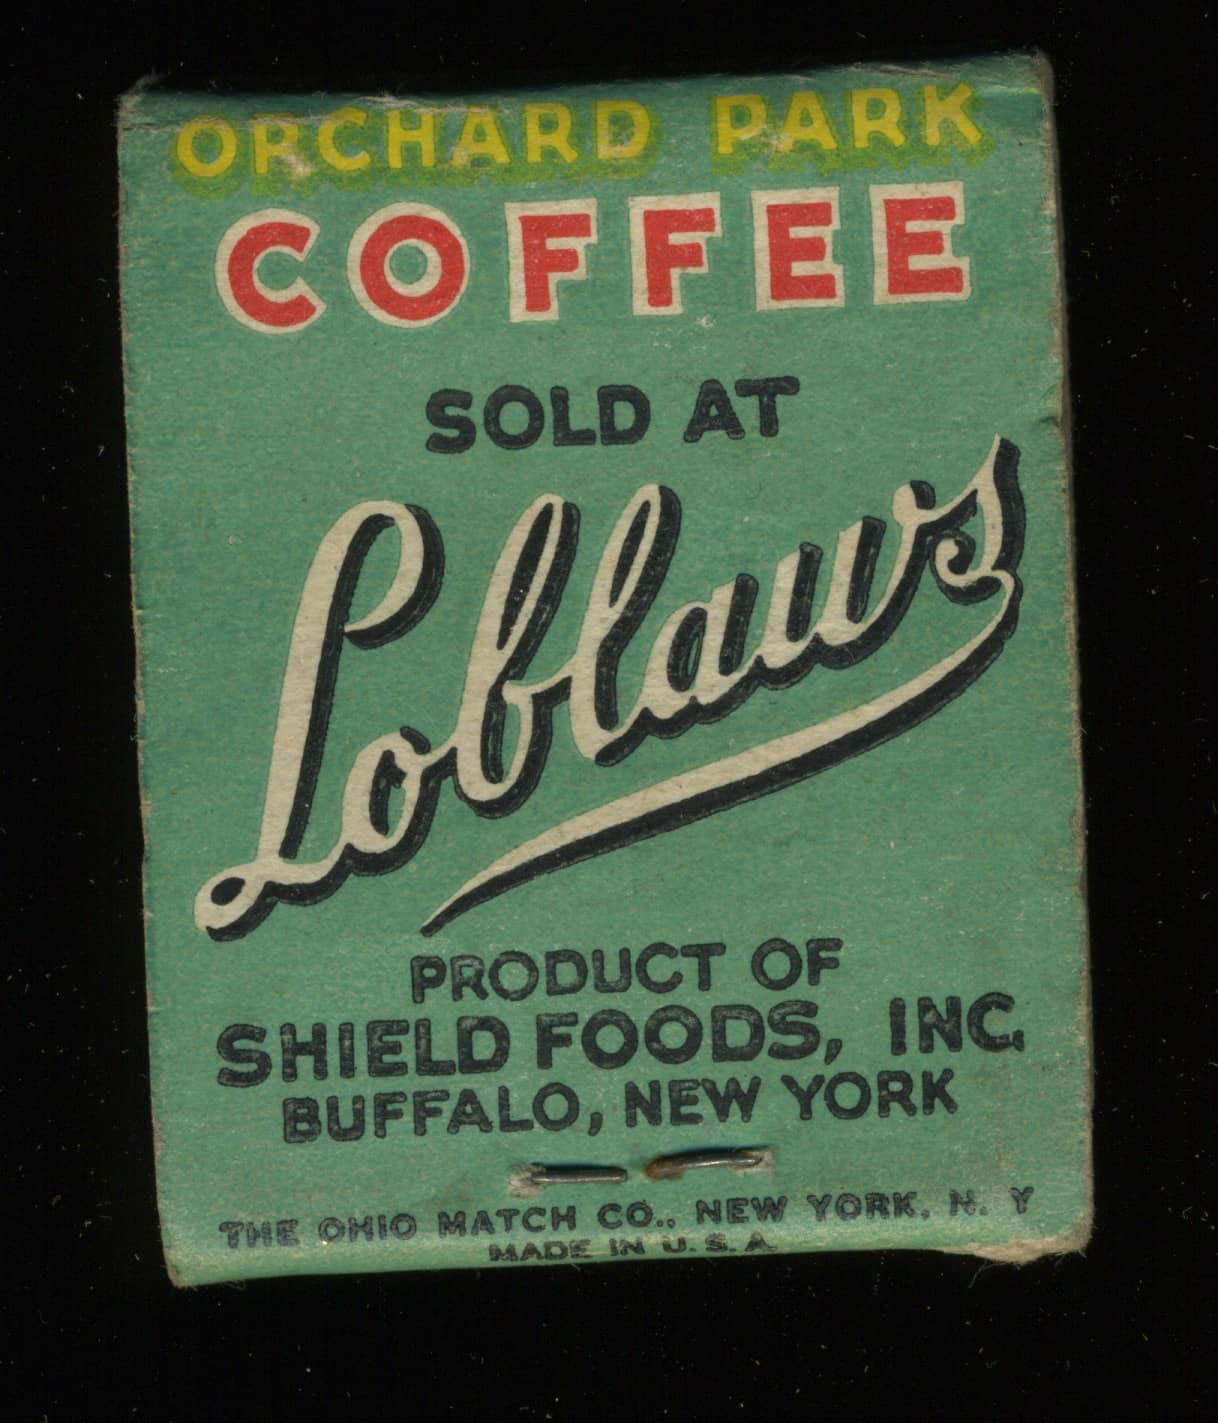 ORCHARD PARK
COFFEE
SOLD AT
Loblaws
PRODUCT OF
SHIELD FOODS, INC.
BUFFALO, NEW YORK
THE OHIO MATCH CO., NEW YORK, N. Y
MADE IN U. S. A